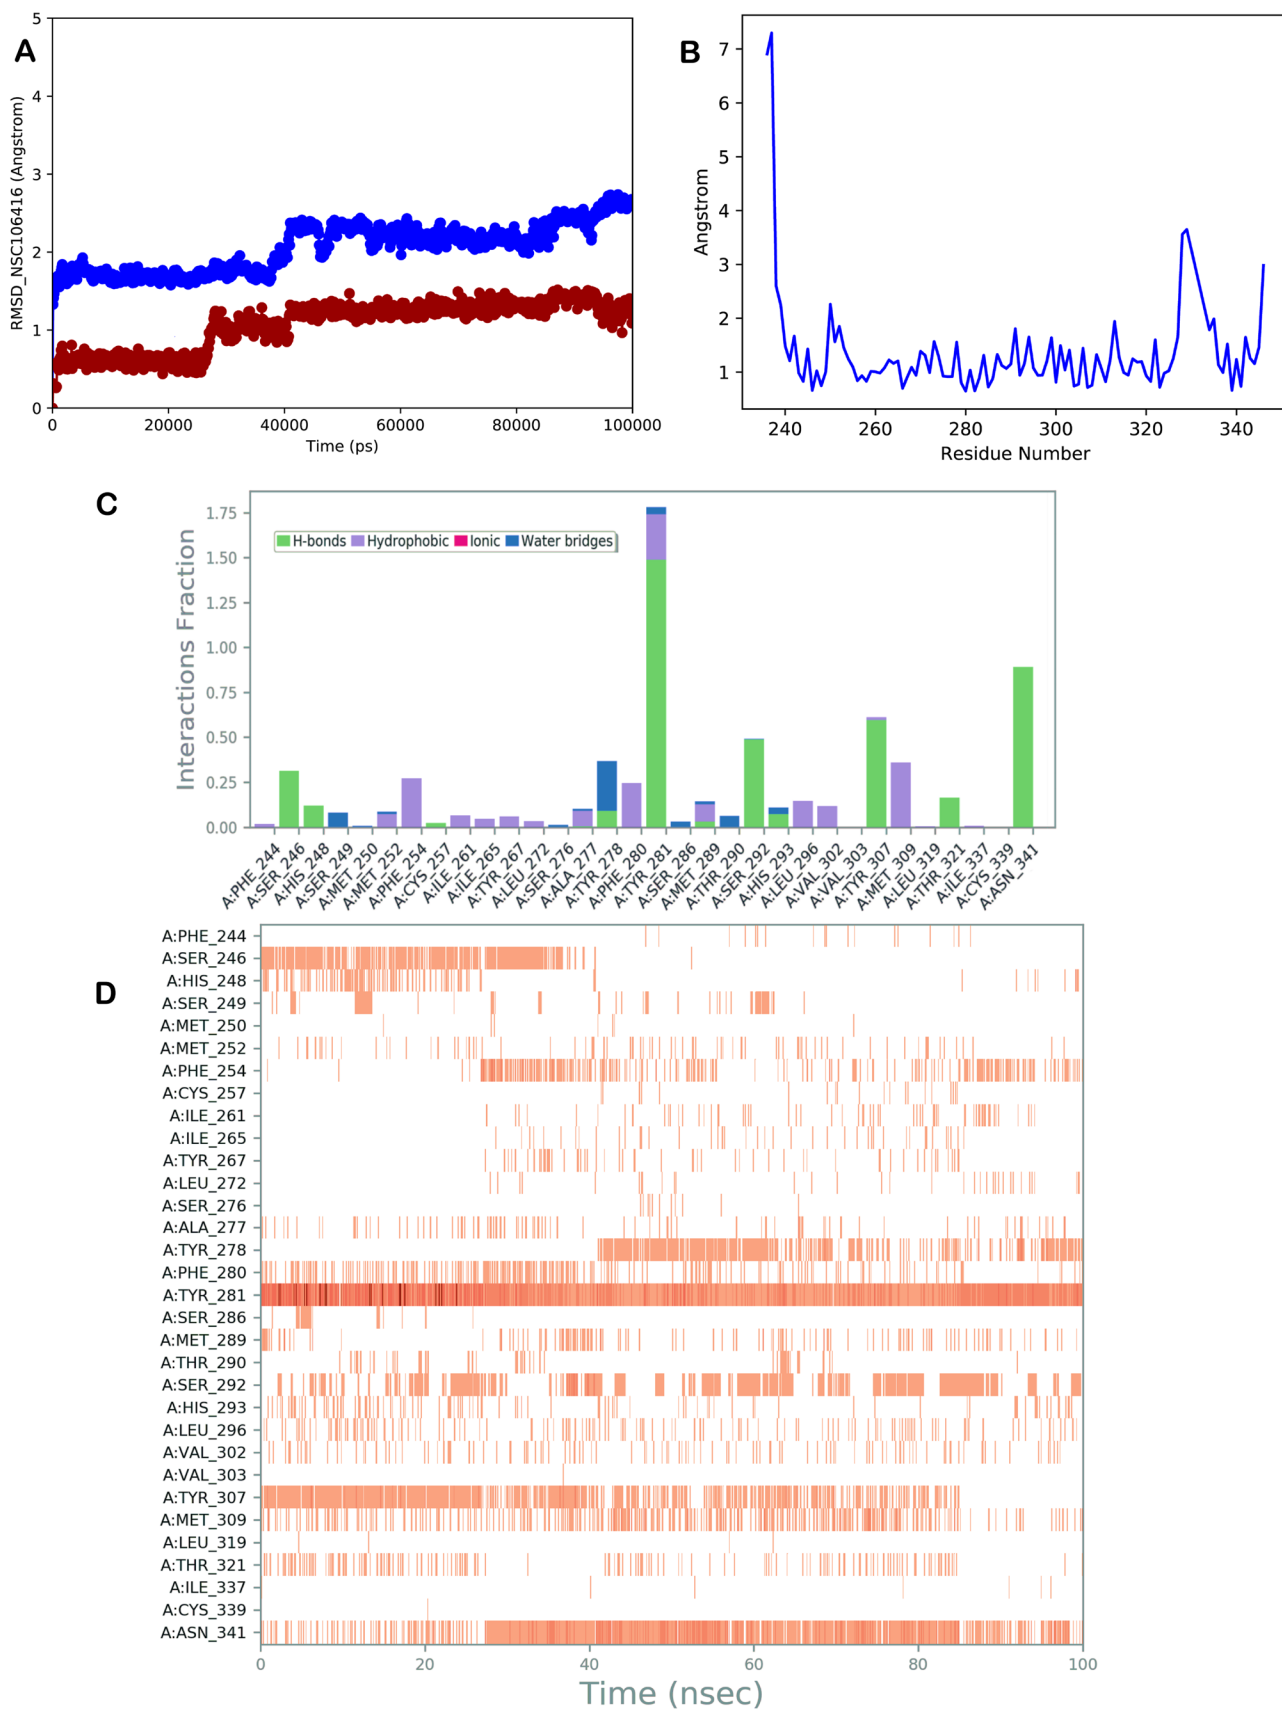 A
RMSD_NSC106416 (Angstrom)
5
4
3
2
1
0
0 20000 40000 60000 80000 100000
Time (ps)
B
Angstrom
7
6
5
4
3
2
1
240 260 280 300 320 340
Residue Number
C
Interactions Fraction
1.75
1.50
1.25
1.00
0.75
0.50
0.25
0.00
H-bonds Hydrophobic Ionic Water bridges
A:PHE_244
A:SER_246
A:HIS_248
A:SER_249
A:MET_250
A:MET_252
A:PHE_254
A:CYS_257
A:ILE_261
A:ILE_265
A:TYR_267
A:LEU_272
A:SER_276
A:ALA_277
A:TYR_278
A:PHE_280
A:TYR_281
A:SER_286
A:MET_289
A:THR_290
A:SER_292
A:HIS_293
A:LEU_296
A:VAL_302
A:VAL_303
A:TYR_307
A:MET_309
A:LEU_319
A:THR_321
A:ILE_337
A:CYS_339
A:ASN_341
D
A:PHE_244
A:SER_246
A:HIS_248
A:SER_249
A:MET_250
A:MET_252
A:PHE_254
A:CYS_257
A:ILE_261
A:ILE_265
A:TYR_267
A:LEU_272
A:SER_276
A:ALA_277
A:TYR_278
A:PHE_280
A:TYR_281
A:SER_286
A:MET_289
A:THR_290
A:SER_292
A:HIS_293
A:LEU_296
A:VAL_302
A:VAL_303
A:TYR_307
A:MET_309
A:LEU_319
A:THR_321
A:ILE_337
A:CYS_339
A:ASN_341
0 20 40 60 80 100
Time (nsec)